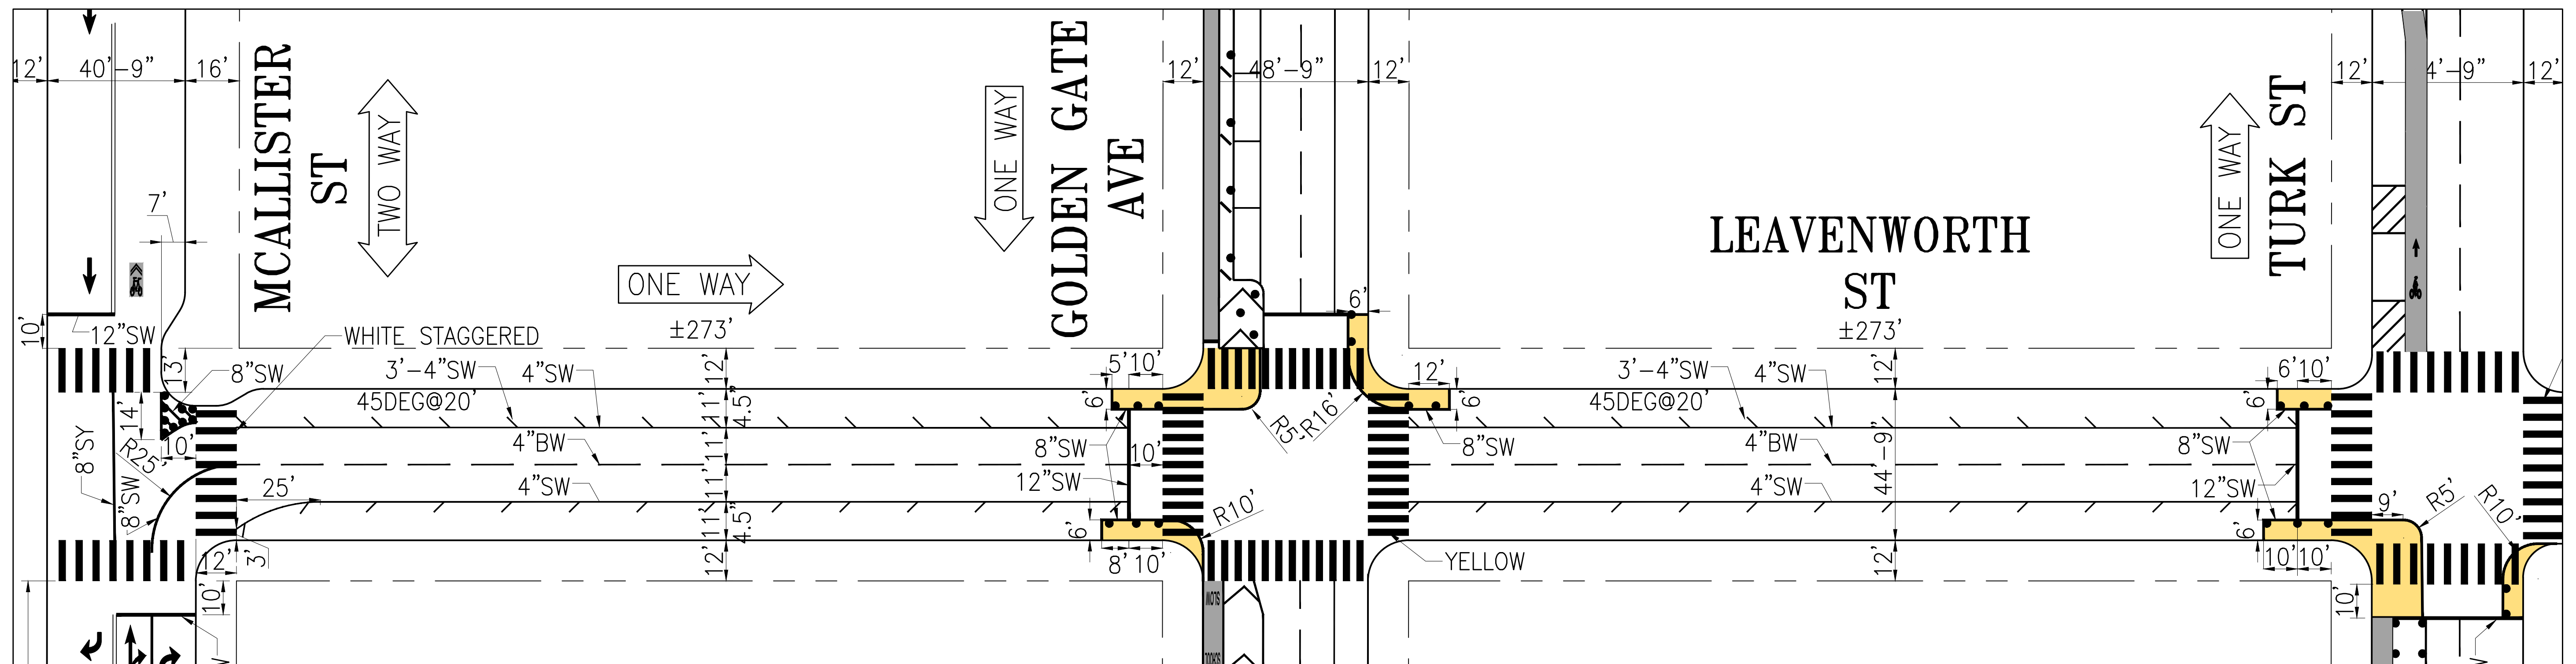 12'
40'-9"
16'
MCALLISTER
ST
TWO WAY
7'
10'
12"SW
WHITE STAGGERED
13'
8"SW
3'-4"SW
4"SW
45DEG@20'
14'
10'
8"SY
R25'
8"SW
25'
12'
3'
10'
ONE WAY
±273'
12'
11'
4.5"
11'
11'
11'
4.5"
12'
4"BW
4"SW
ONE WAY
GOLDEN GATE
AVE
12'
48'-9"
12'
6'
5'
10'
6'
8"SW
10'
12"SW
6'
8'
10'
R10'
R5'
R16'
12'
6'
8"SW
YELLOW
SLOW
SCHOOL
LEAVENWORTH
ST
±273'
3'-4"SW
4"SW
45DEG@20'
12'
4"BW
44'-9"
4"SW
12'
ONE WAY
TURK ST
12'
4'-9"
12'
6'
10'
6'
8"SW
12"SW
9'
R5'
R10'
6'
10'
10'
10'